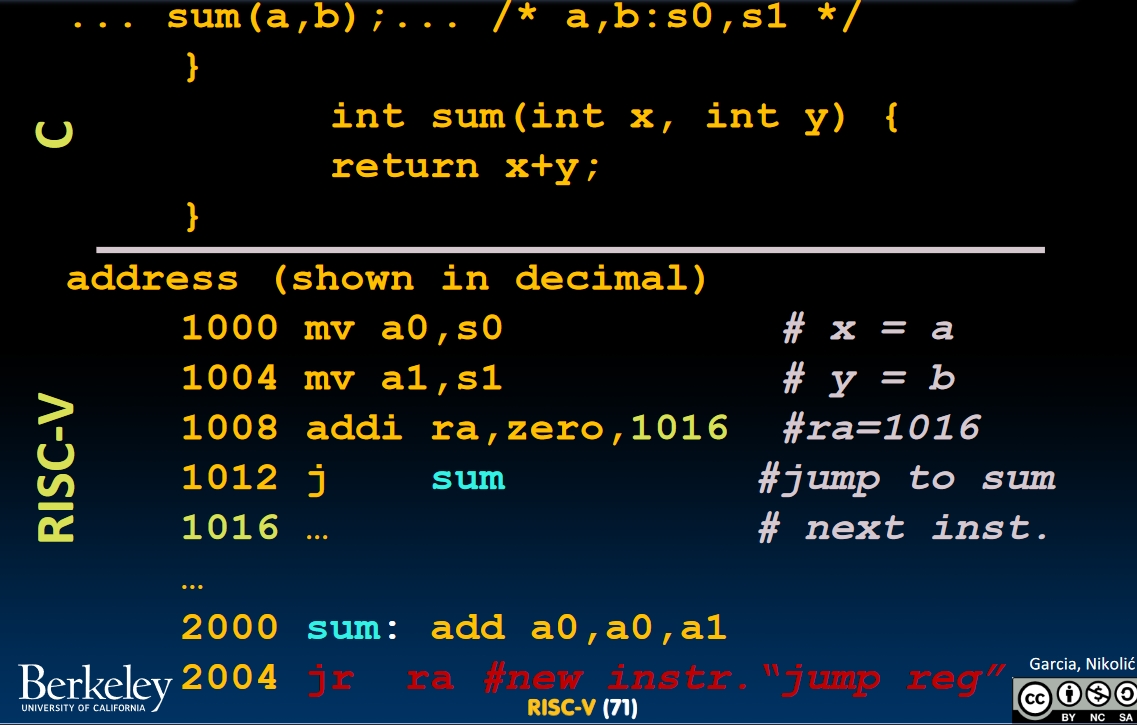 ... sum(a,b);... /* a,b:s0,s1 */
}
C
int sum(int x, int y) {
return x+y;
}
address (shown in decimal)
RISC-V
1000 mv a0,s0 # x = a
1004 mv a1,s1 # y = b
1008 addi ra,zero,1016 #ra=1016
1012 j sum #jump to sum
1016 … # next inst.
…
2000 sum: add a0,a0,a1
2004 jr ra #new instr.“jump reg”
Berkeley
UNIVERSITY OF CALIFORNIA
RISC-V (71)
Garcia, Nikolić
cc
BY NC SA